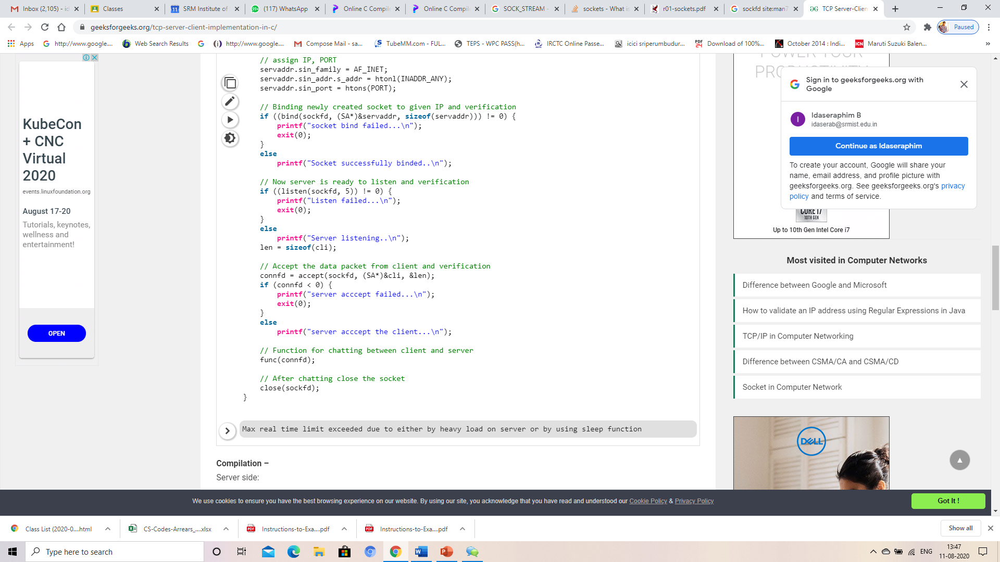 Inbox (2,105) - id
Classes
SRM Institute of
(117) WhatsApp
Online C Compil
Online C Compil
SOCK_STREAM -
sockets - What is
r01-sockets.pdf
sockfd site:man7
TCP Server-Clien
geeksforgeeks.org/tcp-server-client-implementation-in-c/
Paused
Apps
http://www.google....
Web Search Results
http://www.google....
Compose Mail - sa...
TubeMM.com - FUL...
TEPS - WPC PASS(h...
IRCTC Online Passe...
icici sriperumbudur...
Download of 100%...
October 2014 : Indi...
Maruti Suzuki Balen...
»
KubeCon
+ CNC
Virtual
2020
events.linuxfoundation.org
August 17-20
Tutorials, keynotes,
wellness and
entertainment!
OPEN
// assign IP, PORT
servaddr.sin_family = AF_INET;
servaddr.sin_addr.s_addr = htonl(INADDR_ANY);
servaddr.sin_port = htons(PORT);
// Binding newly created socket to given IP and verification
if ((bind(sockfd, (SA*)&servaddr, sizeof(servaddr))) != 0) {
printf("socket bind failed...\n");
exit(0);
}
else
printf("Socket successfully binded..\n");
// Now server is ready to listen and verification
if ((listen(sockfd, 5)) != 0) {
printf("Listen failed...\n");
exit(0);
}
else
printf("Server listening..\n");
len = sizeof(cli);
// Accept the data packet from client and verification
connfd = accept(sockfd, (SA*)&cli, &len);
if (connfd < 0) {
printf("server acccept failed...\n");
exit(0);
}
else
printf("server acccept the client...\n");
// Function for chatting between client and server
func(connfd);
// After chatting close the socket
close(sockfd);
}
Max real time limit exceeded due to either by heavy load on server or by using sleep function
Compilation –
Server side:
POWER YOUR
PRODUCTIVITY
Sign in to geeksforgeeks.org with
Google
I
Idaseraphim B
idaserab@srmist.edu.in
Continue as Idaseraphim
To create your account, Google will share your
name, email address, and profile picture with
geeksforgeeks.org. See geeksforgeeks.org's privacy
policy and terms of service.
CORE i7
10TH GEN
Up to 10th Gen Intel Core i7
Most visited in Computer Networks
Difference between Google and Microsoft
How to validate an IP address using Regular Expressions in Java
TCP/IP in Computer Networking
Difference between CSMA/CA and CSMA/CD
Socket in Computer Network
DELL
We use cookies to ensure you have the best browsing experience on our website. By using our site, you acknowledge that you have read and understood our Cookie Policy & Privacy Policy
Got It !
Class List (2020-0....html
CS-Codes-Arrears_....xlsx
Instructions-to-Exa....pdf
Instructions-to-Exa....pdf
Show all
Type here to search
ENG
13:47
11-08-2020